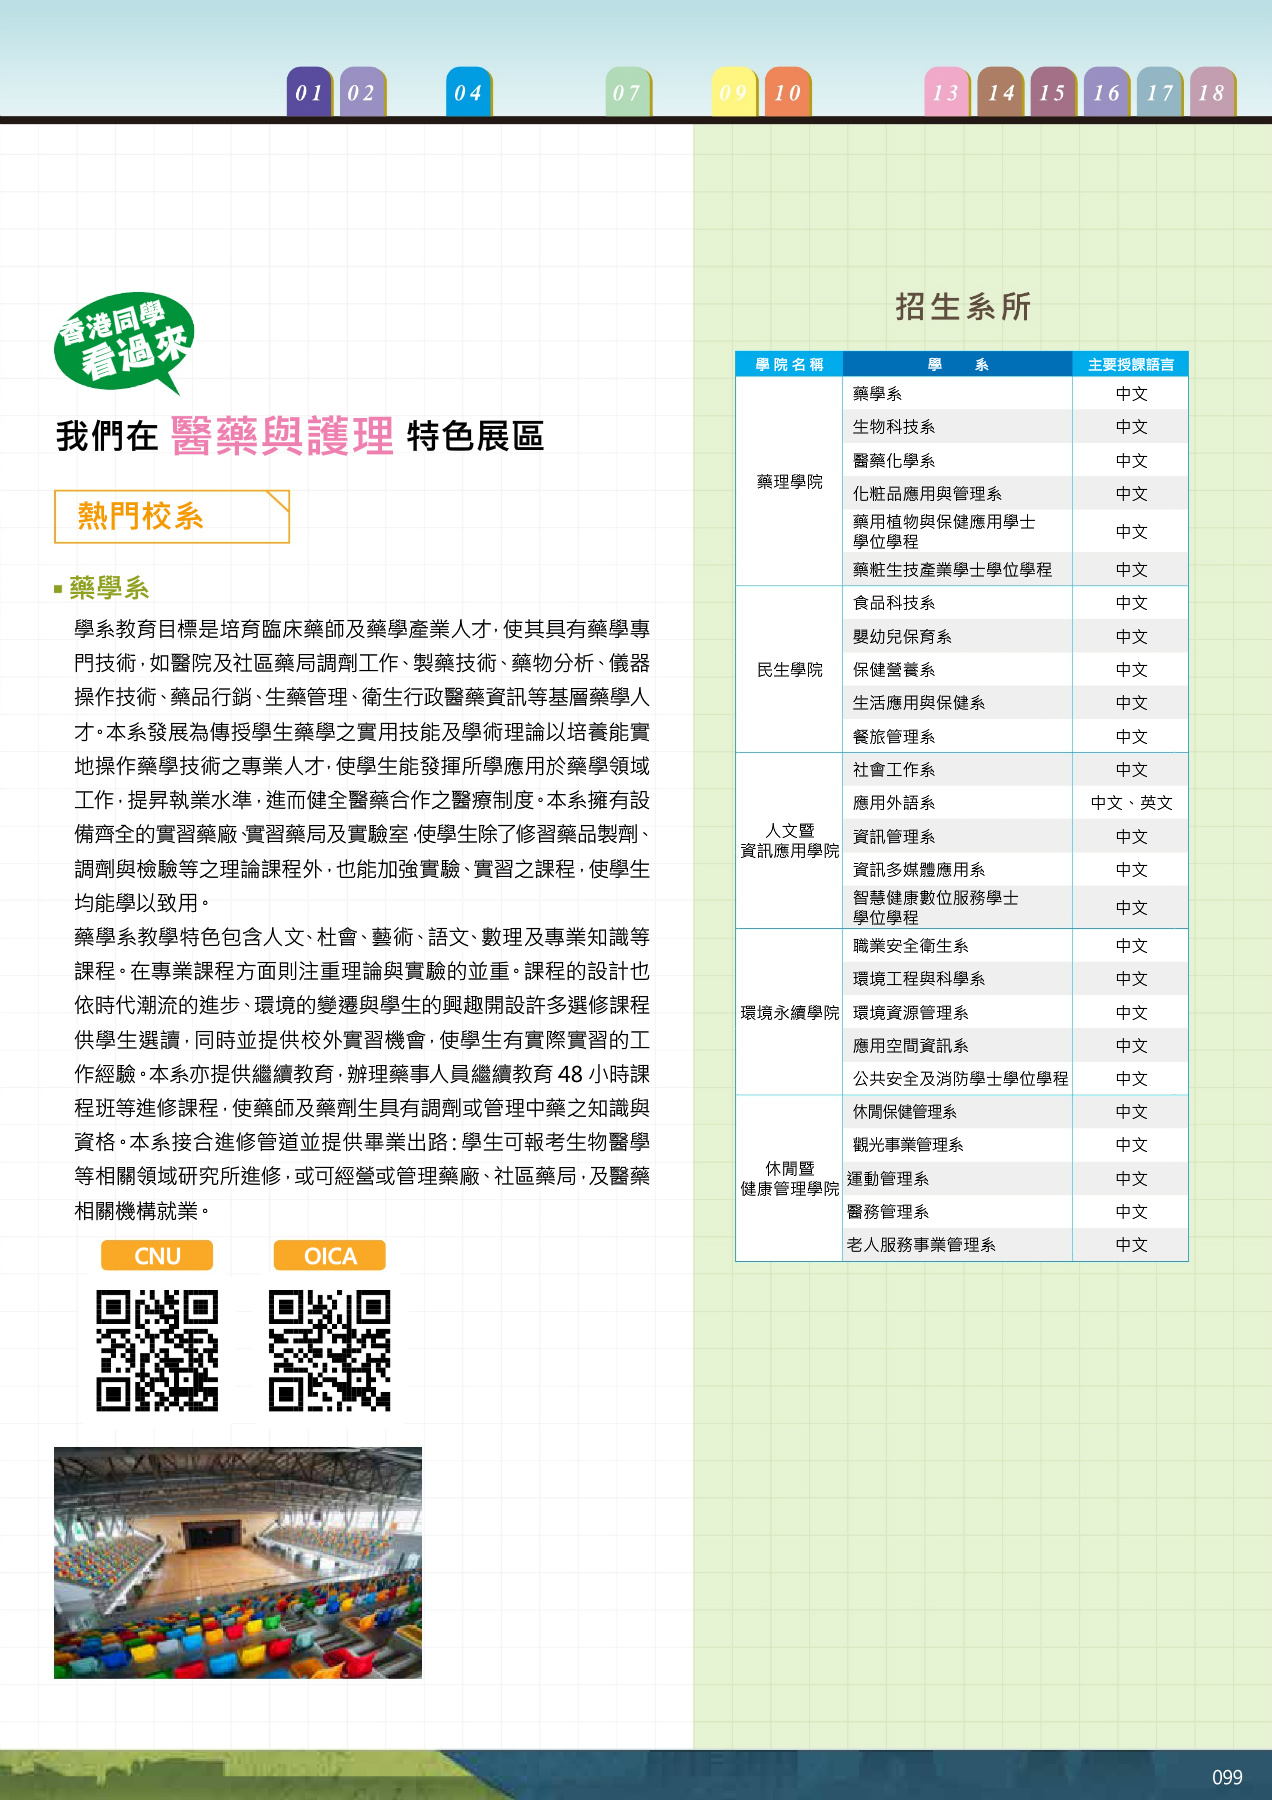 01 02 04 07 09 10 13 14 15 16 17 18
香港同學
看過來
我們在 醫藥與護理 特色展區
熱門校系
▪ 藥學系
學系教育目標是培育臨床藥師及藥學產業人才，使其具有藥學專
門技術，如醫院及社區藥局調劑工作、製藥技術、藥物分析、儀器
操作技術、藥品行銷、生藥管理、衛生行政醫藥資訊等基層藥學人
才。本系發展為傳授學生藥學之實用技能及學術理論以培養能實
地操作藥學技術之專業人才，使學生能發揮所學應用於藥學領域
工作，提昇執業水準，進而健全醫藥合作之醫療制度。本系擁有設
備齊全的實習藥廠、實習藥局及實驗室，使學生除了修習藥品製劑、
調劑與檢驗等之理論課程外，也能加強實驗、實習之課程，使學生
均能學以致用。
藥學系教學特色包含人文、社會、藝術、語文、數理及專業知識等
課程。在專業課程方面則注重理論與實驗的並重。課程的設計也
依時代潮流的進步、環境的變遷與學生的興趣開設許多選修課程
供學生選讀，同時並提供校外實習機會，使學生有實際實習的工
作經驗。本系亦提供繼續教育，辦理藥事人員繼續教育 48 小時課
程班等進修課程，使藥師及藥劑生具有調劑或管理中藥之知識與
資格。本系接合進修管道並提供畢業出路：學生可報考生物醫學
等相關領域研究所進修，或可經營或管理藥廠、社區藥局，及醫藥
相關機構就業。
CNU OICA
招生系所
學院名稱 學系 主要授課語言
藥理學院
藥學系 中文
生物科技系 中文
醫藥化學系 中文
化粧品應用與管理系 中文
藥用植物與保健應用學士
學位學程 中文
藥粧生技產業學士學位學程 中文
民生學院
食品科技系 中文
嬰幼兒保育系 中文
保健營養系 中文
生活應用與保健系 中文
餐旅管理系 中文
人文暨
資訊應用學院
社會工作系 中文
應用外語系 中文、英文
資訊管理系 中文
資訊多媒體應用系 中文
智慧健康數位服務學士
學位學程 中文
環境永續學院
職業安全衛生系 中文
環境工程與科學系 中文
環境資源管理系 中文
應用空間資訊系 中文
公共安全及消防學士學位學程 中文
休閒暨
健康管理學院
休閒保健管理系 中文
觀光事業管理系 中文
運動管理系 中文
醫務管理系 中文
老人服務事業管理系 中文
099